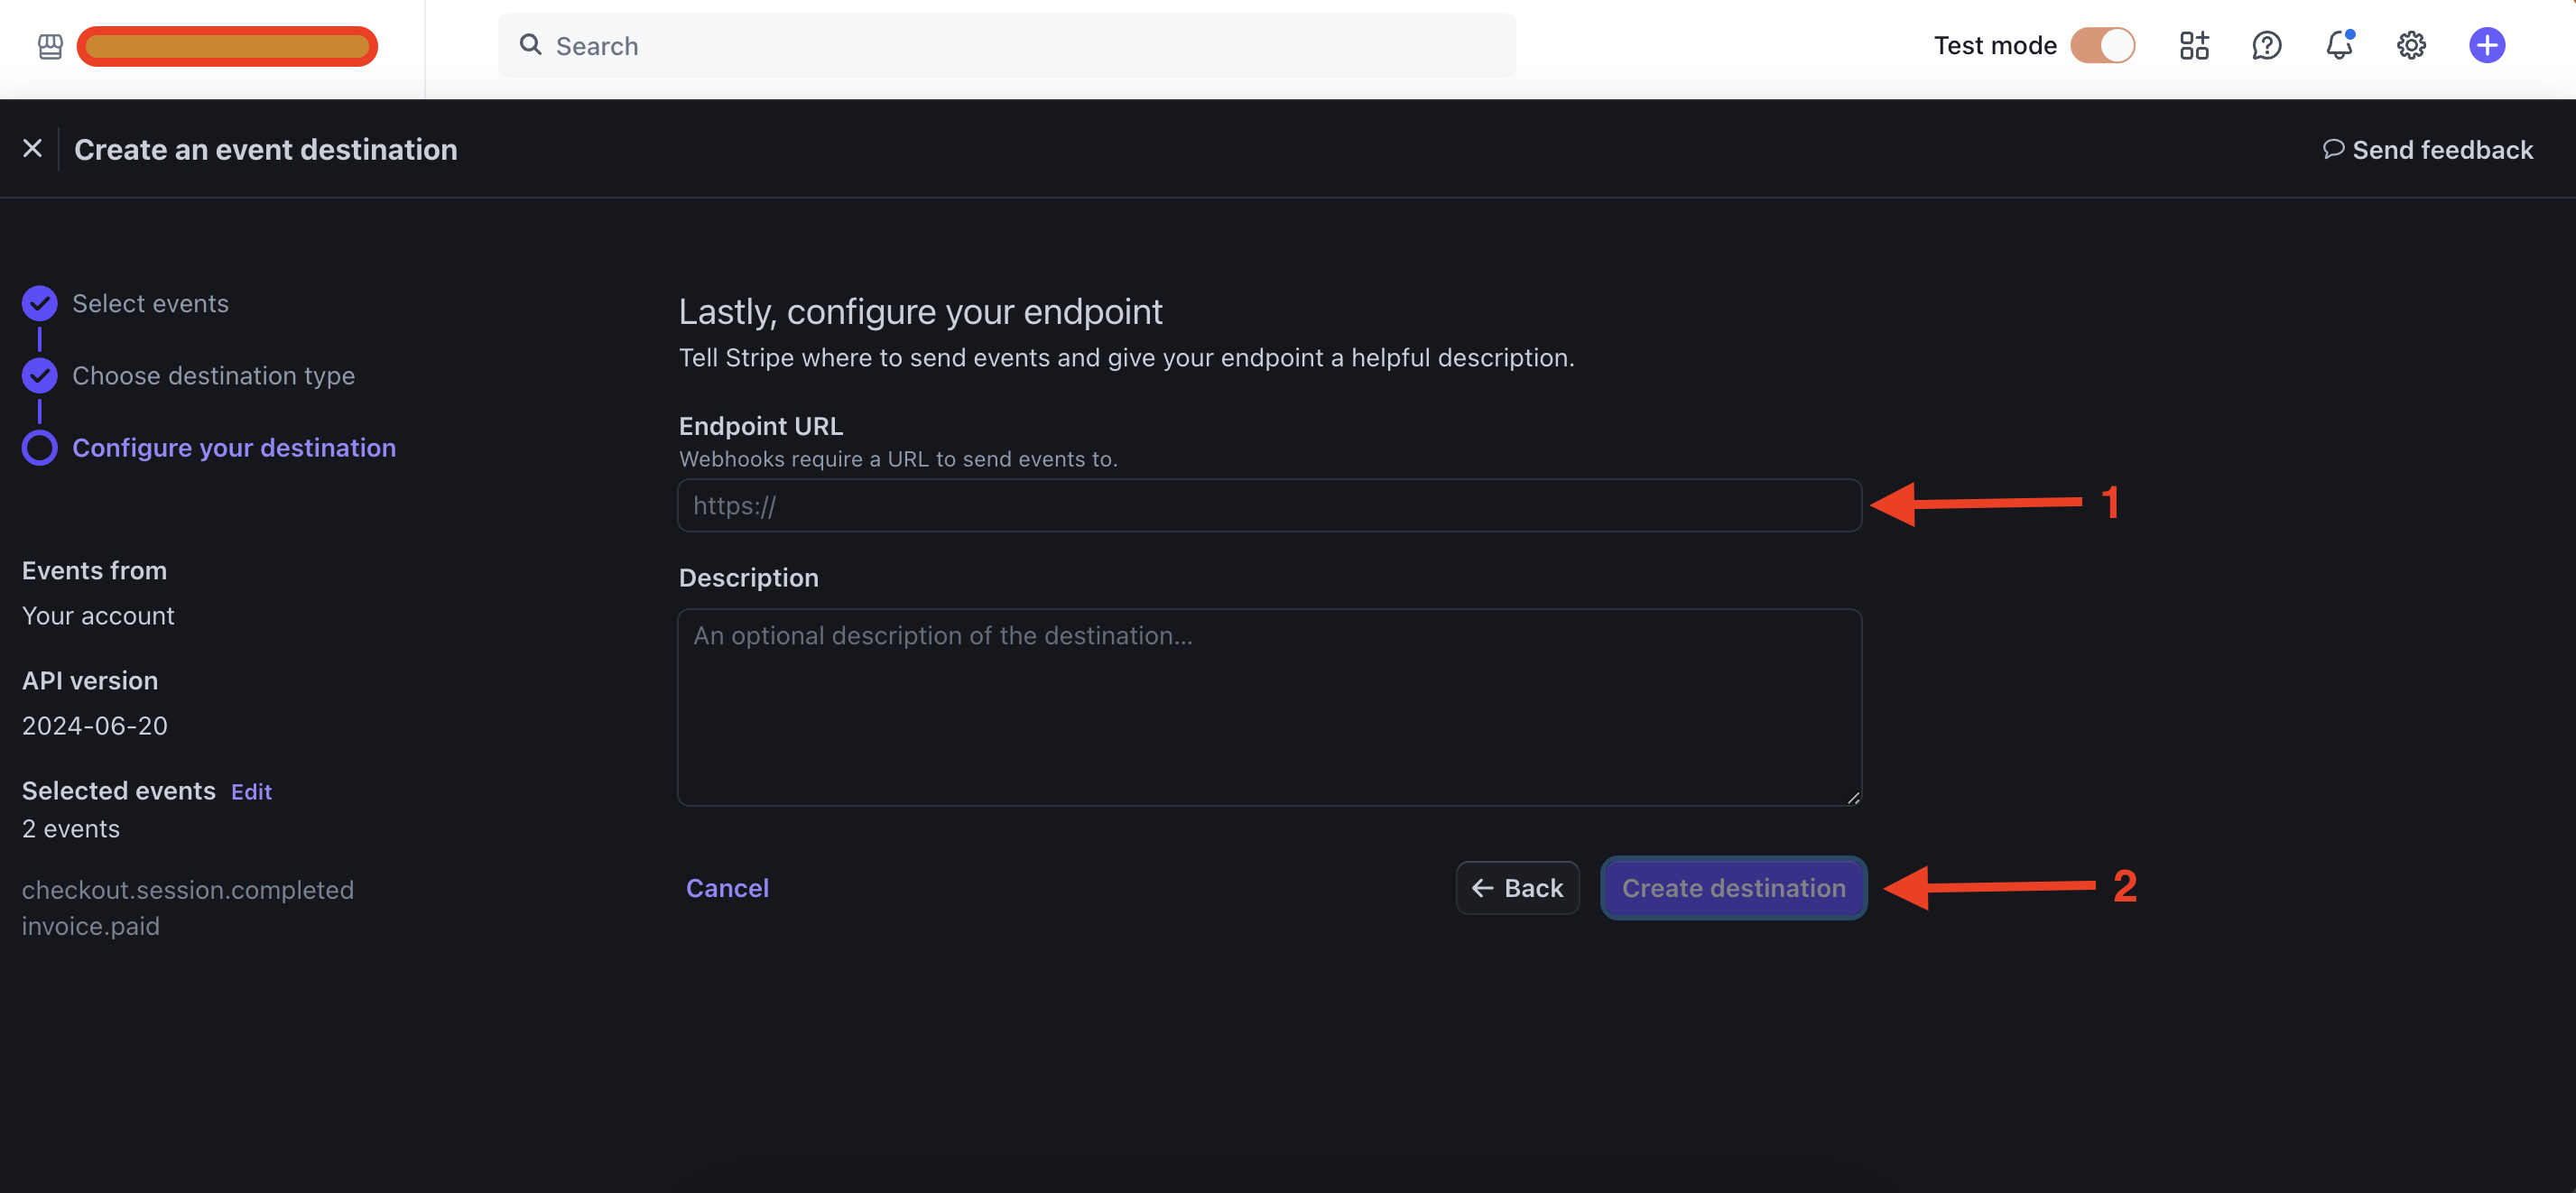 Search
Test mode
Create an event destination
Send feedback
Select events
Choose destination type
Configure your destination
Events from
Your account
API version
2024-06-20
Selected events Edit
2 events
checkout.session.completed
invoice.paid
Lastly, configure your endpoint
Tell Stripe where to send events and give your endpoint a helpful description.
Endpoint URL
Webhooks require a URL to send events to.
https://
1
Description
An optional description of the destination...
Cancel
Back
Create destination
2